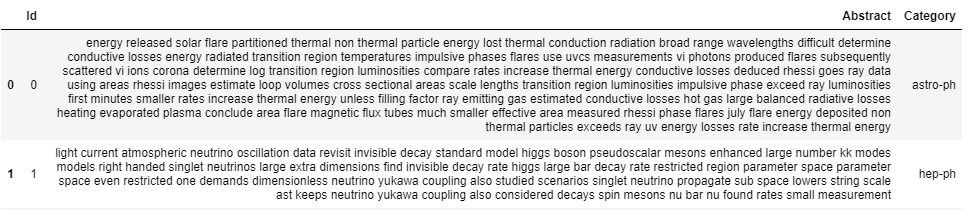 Id Abstract Category
energy released solar flare partitioned thermal non thermal particle energy lost thermal conduction radiation broad range wavelengths difficult determine
conductive losses energy radiated transition region temperatures impulsive phases flares use uvcs measurements vi photons produced flares subsequently
scattered vi ions corona determine log transition region luminosities compare rates increase thermal energy conductive losses deduced rhessi goes ray data
0 0 using areas rhessi images estimate loop volumes cross sectional areas scale lengths transition region luminosities impulsive phase exceed ray luminosities astro-ph
first minutes smaller rates increase thermal energy unless filling factor ray emitting gas estimated conductive losses hot gas large balanced radiative losses
heating evaporated plasma conclude area flare magnetic flux tubes much smaller effective area measured rhessi phase flares july flare energy deposited non
thermal particles exceeds ray uv energy losses rate increase thermal energy
light current atmospheric neutrino oscillation data revisit invisible decay standard model higgs boson pseudoscalar mesons enhanced large number kk modes
1 1 models right handed singlet neutrinos large extra dimensions find invisible decay rate higgs large bar decay rate restricted region parameter space parameter hep-ph
space even restricted one demands dimensionless neutrino yukawa coupling also studied scenarios singlet neutrino propagate sub space lowers string scale
ast keeps neutrino yukawa coupling also considered decays spin mesons nu bar nu found rates small measurement